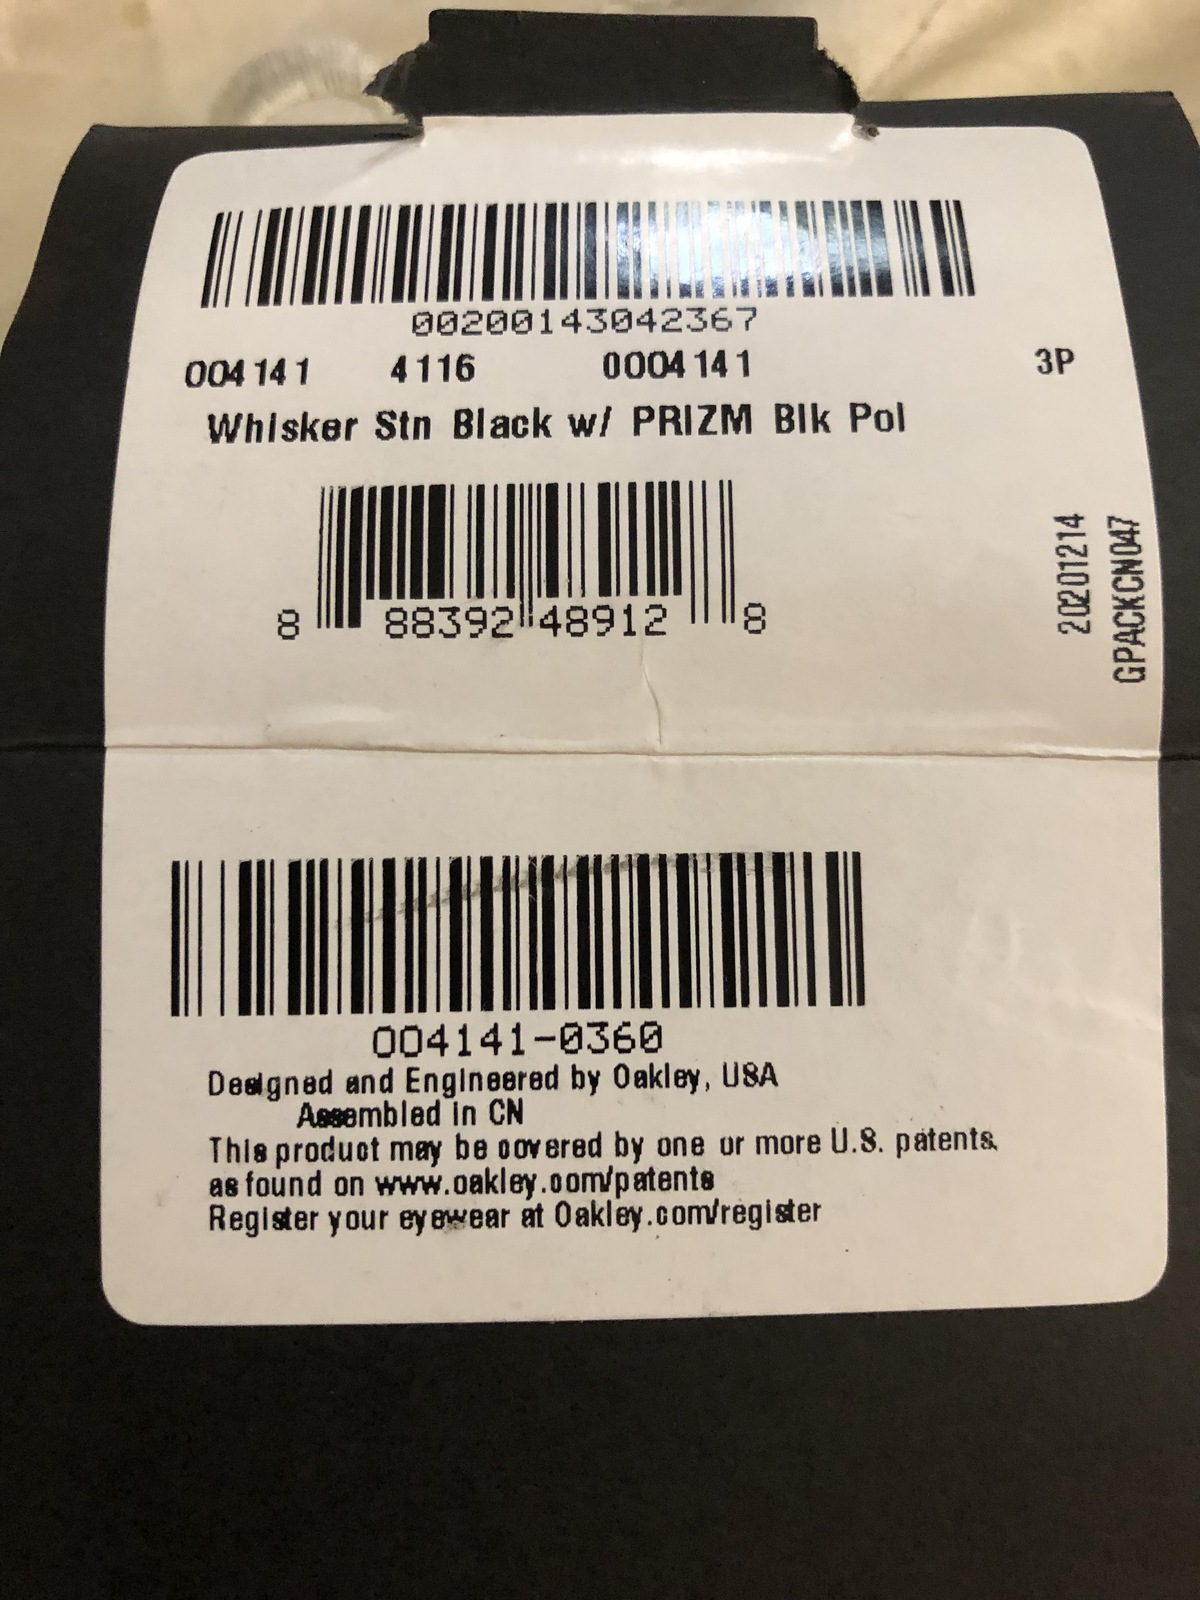 00200143042367
004141 4116 0004141 3P
Whisker Stn Black w/ PRIZM Blk Pol
8 88392 48912 8
20201214
GPACKCN047
004141-0360
Designed and Engineered by Oakley, USA
Assembled in CN
This product may be covered by one or more U.S. patents,
as found on www.oakley.com/patents
Register your eyewear at Oakley.com/register